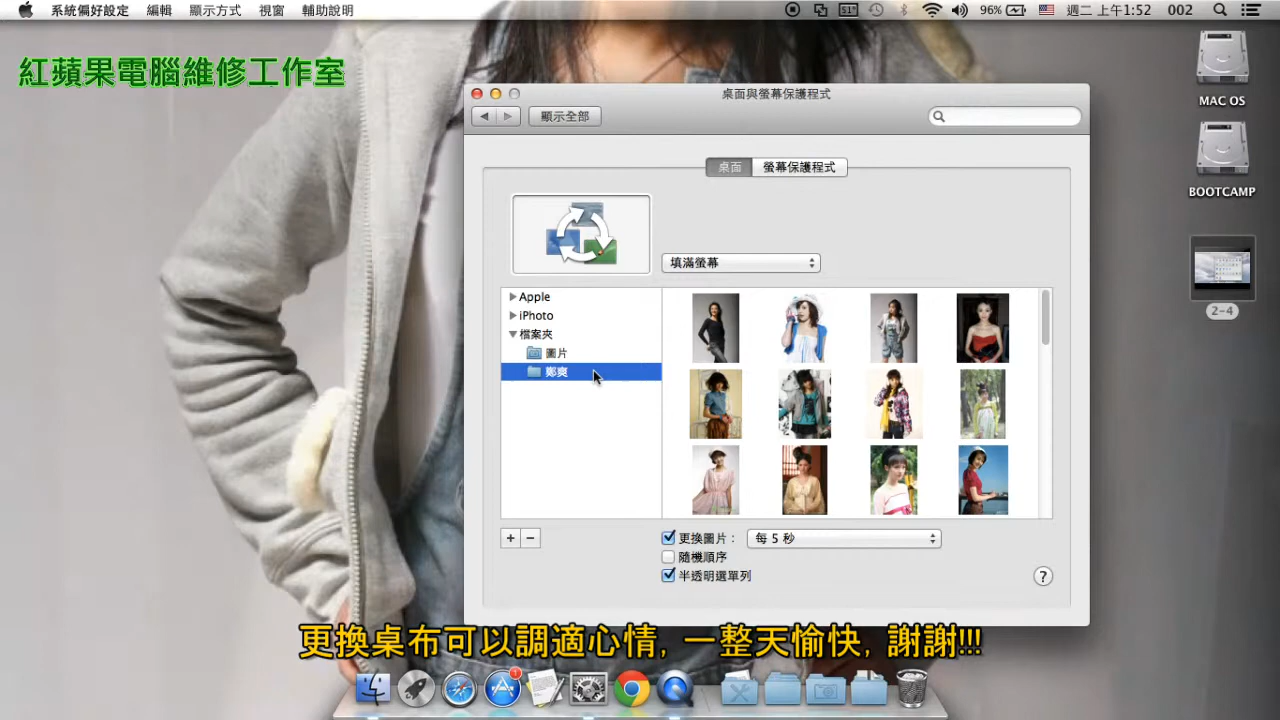 系統偏好設定 編輯 顯示方式 視窗 輔助說明 51° 96% 週二 上午1:52 002
紅蘋果電腦維修工作室
桌面與螢幕保護程式
顯示全部
MAC OS
桌面 螢幕保護程式
BOOTCAMP
填滿螢幕
Apple
iPhoto
2-4
檔案夾
圖片
鄭爽
+ −
更換圖片： 每 5 秒
隨機順序
半透明選單列
?
更換桌布可以調適心情, 一整天愉快, 謝謝!!!
1